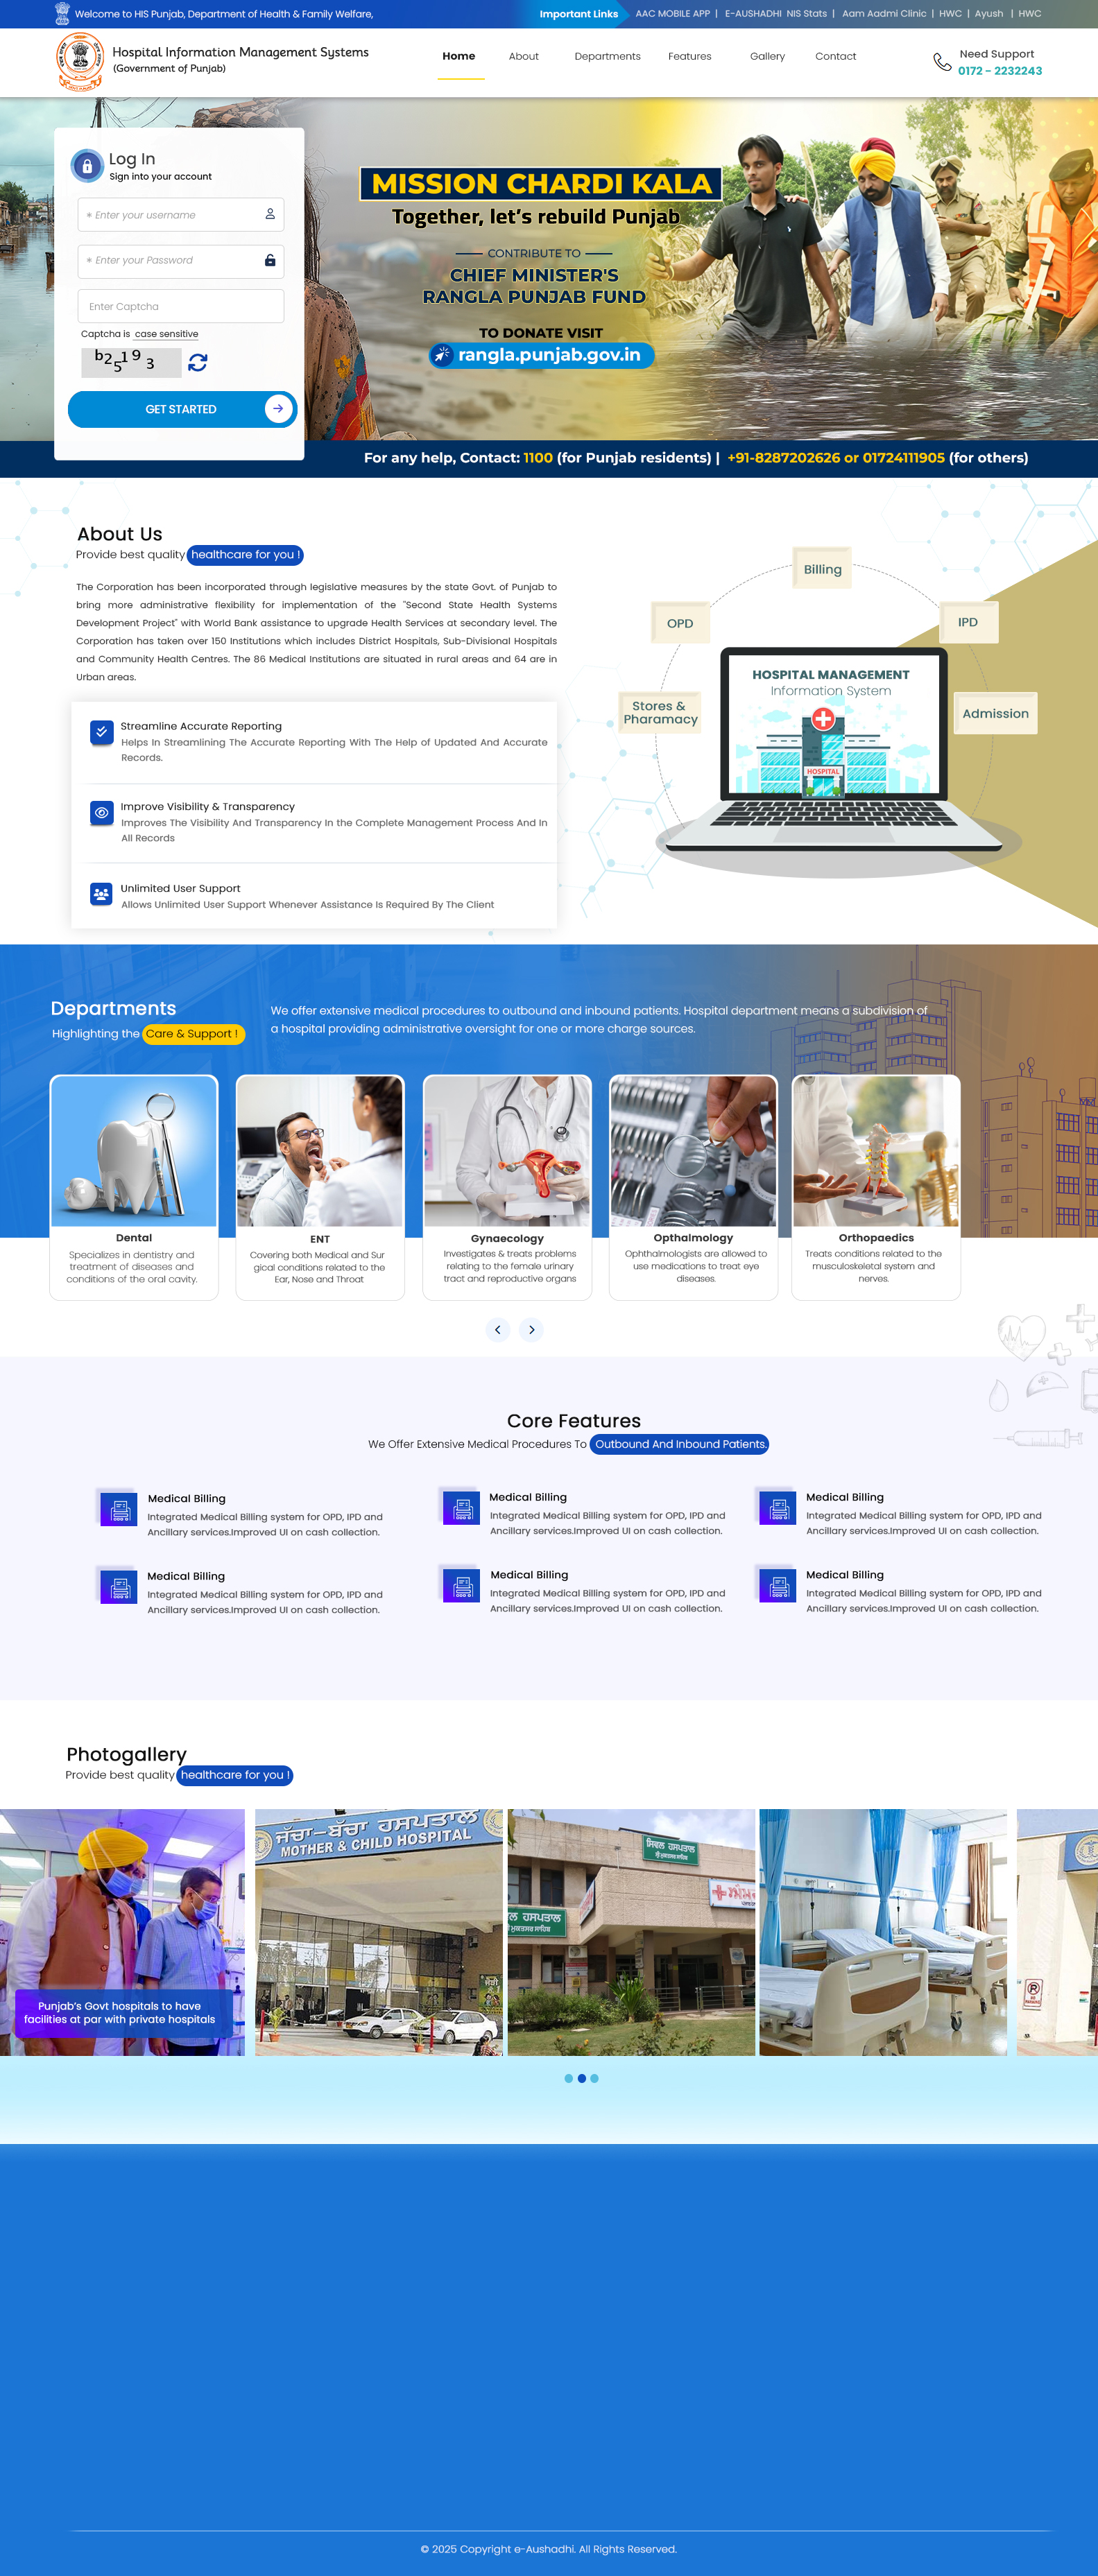 Welcome to HIS Punjab, Department of Health & Family Welfare,
Important Links
AAC MOBILE APP | E-AUSHADHI NIS Stats | Aam Aadmi Clinic | HWC | Ayush | HWC
Hospital Information Management Systems
(Government of Punjab)
Home
About
Departments
Features
Gallery
Contact
Need Support
0172 - 2232243
Log In
Sign into your account
* Enter your username
* Enter your Password
Enter Captcha
Captcha is case sensitive
b25193
GET STARTED
MISSION CHARDI KALA
Together, let's rebuild Punjab
CONTRIBUTE TO
CHIEF MINISTER'S
RANGLA PUNJAB FUND
TO DONATE VISIT
rangla.punjab.gov.in
For any help, Contact: 1100 (for Punjab residents) | +91-8287202626 or 01724111905 (for others)
About Us
Provide best quality healthcare for you !
The Corporation has been incorporated through legislative measures by the state Govt. of Punjab to
bring more administrative flexibility for implementation of the "Second State Health Systems
Development Project" with World Bank assistance to upgrade Health Services at secondary level. The
Corporation has taken over 150 Institutions which includes District Hospitals, Sub-Divisional Hospitals
and Community Health Centres. The 86 Medical Institutions are situated in rural areas and 64 are in
Urban areas.
Streamline Accurate Reporting
Helps In Streamlining The Accurate Reporting With The Help of Updated And Accurate
Records.
Improve Visibility & Transparency
Improves The Visibility And Transparency In the Complete Management Process And In
All Records
Unlimited User Support
Allows Unlimited User Support Whenever Assistance Is Required By The Client
Billing
OPD
IPD
Stores &
Pharamacy
Admission
HOSPITAL MANAGEMENT
Information System
HOSPITAL
Departments
Highlighting the Care & Support !
We offer extensive medical procedures to outbound and inbound patients. Hospital department means a subdivision of
a hospital providing administrative oversight for one or more charge sources.
Dental
Specializes in dentistry and
treatment of diseases and
conditions of the oral cavity.
ENT
Covering both Medical and Sur
gical conditions related to the
Ear, Nose and Throat
Gynaecology
Investigates & treats problems
relating to the female urinary
tract and reproductive organs
Opthalmology
Ophthalmologists are allowed to
use medications to treat eye
diseases.
Orthopaedics
Treats conditions related to the
musculoskeletal system and
nerves.
Core Features
We Offer Extensive Medical Procedures To Outbound And Inbound Patients.
Medical Billing
Integrated Medical Billing system for OPD, IPD and
Ancillary services.Improved UI on cash collection.
Medical Billing
Integrated Medical Billing system for OPD, IPD and
Ancillary services.Improved UI on cash collection.
Medical Billing
Integrated Medical Billing system for OPD, IPD and
Ancillary services.Improved UI on cash collection.
Medical Billing
Integrated Medical Billing system for OPD, IPD and
Ancillary services.Improved UI on cash collection.
Medical Billing
Integrated Medical Billing system for OPD, IPD and
Ancillary services.Improved UI on cash collection.
Medical Billing
Integrated Medical Billing system for OPD, IPD and
Ancillary services.Improved UI on cash collection.
Photogallery
Provide best quality healthcare for you !
Punjab's Govt hospitals to have
facilities at par with private hospitals
ਜੱਚਾ-ਬੱਚਾ ਹਸਪਤਾਲ
MOTHER & CHILD HOSPITAL
ਸਿਵਲ ਹਸਪਤਾਲ
ਸ੍ਰੀ ਮੁਕਤਸਰ ਸਾਹਿਬ
ਹਸਪਤਾਲ
ਮੁਕਤਸਰ ਸਾਹਿਬ
© 2025 Copyright e-Aushadhi. All Rights Reserved.